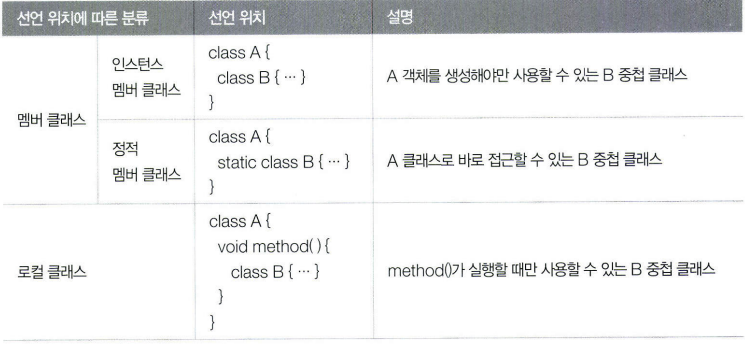 선언 위치에 따른 분류 선언 위치 설명
멤버 클래스
인스턴스
멤버 클래스
class A {
class B { ··· }
}
A 객체를 생성해야만 사용할 수 있는 B 중첩 클래스
정적
멤버 클래스
class A {
static class B { ··· }
}
A 클래스로 바로 접근할 수 있는 B 중첩 클래스
로컬 클래스
class A {
void method( ) {
class B { ··· }
}
}
method()가 실행할 때만 사용할 수 있는 B 중첩 클래스